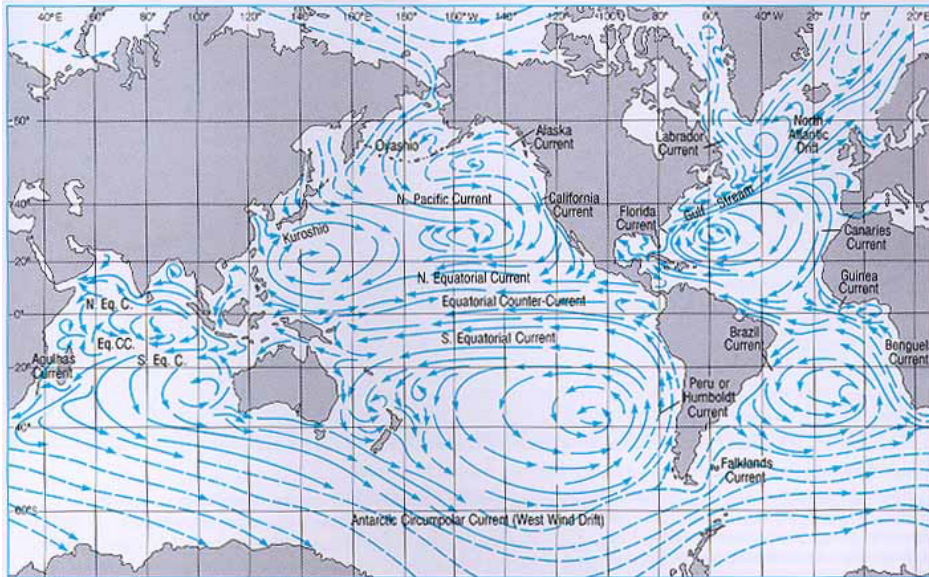 40°E 60° 80° 100° 120° 140° 160°E 180° 160°W 140° 120° 100° 80° 60° 40°W 20° 0° 20°E
60°
40°
20°
0°
20°
40°
60°S
Oyashio
Alaska
Current
Labrador
Current
North
Atlantic
Drift
N. Pacific Current
California
Current
Florida
Current
Gulf Stream
Canaries
Current
Kuroshio
N. Equatorial Current
Guinea
Current
N. Eq. C.
Equatorial Counter-Current
Eq.CC.
S. Equatorial Current
Brazil
Current
Benguela
Current
Agulhas
Current
S. Eq. C.
Peru or
Humboldt
Current
Falklands
Current
Antarctic Circumpolar Current (West Wind Drift)